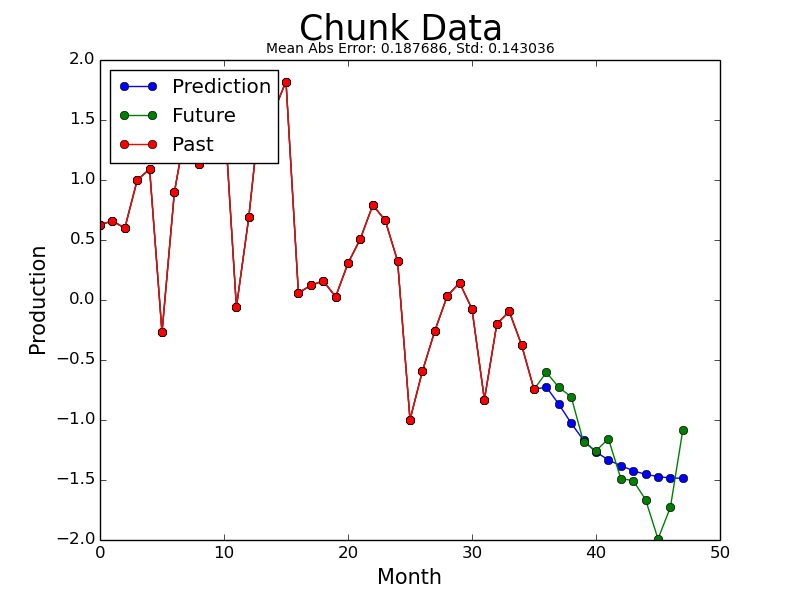 Chunk Data
Mean Abs Error: 0.187686, Std: 0.143036
2.0
1.5
1.0
0.5
0.0
−0.5
−1.0
−1.5
−2.0
Production
Prediction
Future
Past
0 10 20 30 40 50
Month